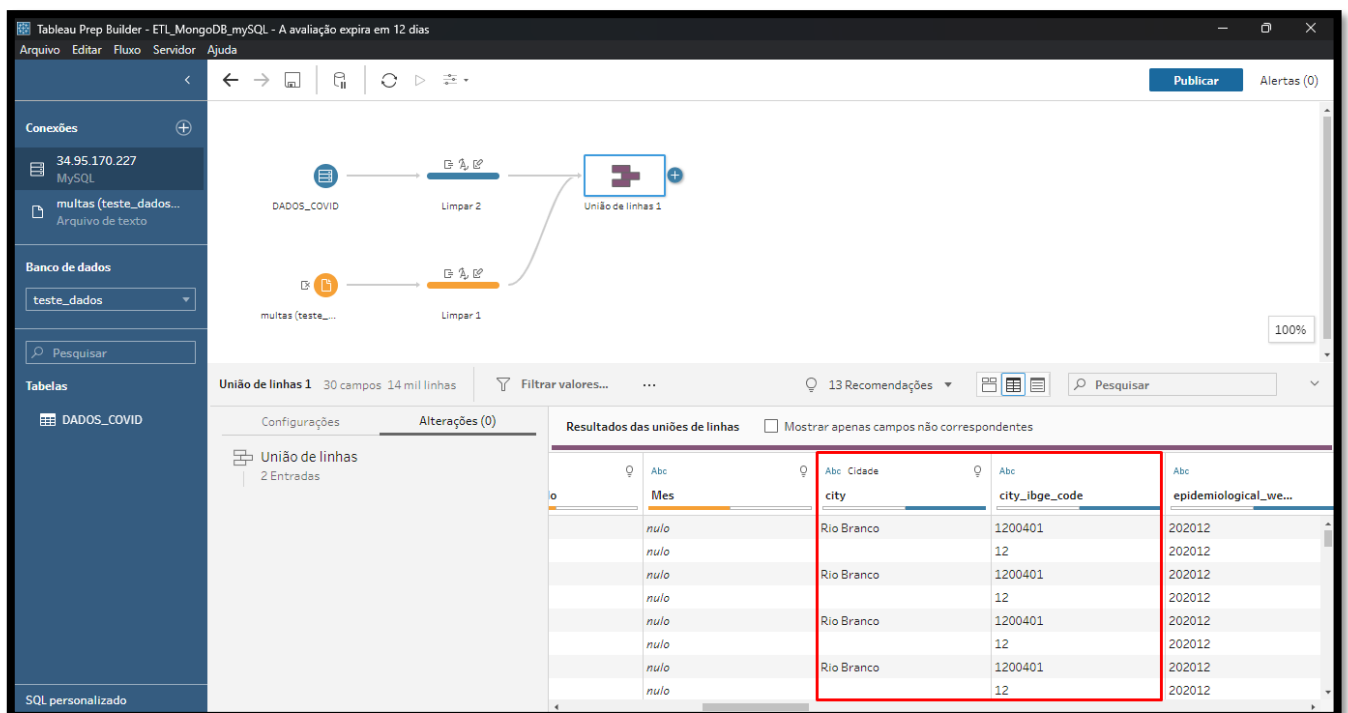 Tableau Prep Builder - ETL_MongoDB_mySQL - A avaliação expira em 12 dias
Arquivo Editar Fluxo Servidor Ajuda
Publicar
Alertas (0)
Conexões
34.95.170.227
MySQL
multas (teste_dados...
Arquivo de texto
Banco de dados
teste_dados
Pesquisar
Tabelas
DADOS_COVID
SQL personalizado
DADOS_COVID
Limpar 2
União de linhas 1
multas (teste_...
Limpar 1
100%
União de linhas 1 30 campos 14 mil linhas
Filtrar valores...
...
13 Recomendações
Pesquisar
Configurações
Alterações (0)
União de linhas
2 Entradas
Resultados das uniões de linhas
Mostrar apenas campos não correspondentes
Abc Abc Cidade Abc Abc
lo Mes city city_ibge_code epidemiological_we...
nulo Rio Branco 1200401 202012
nulo 12 202012
nulo Rio Branco 1200401 202012
nulo 12 202012
nulo Rio Branco 1200401 202012
nulo 12 202012
nulo Rio Branco 1200401 202012
nulo 12 202012